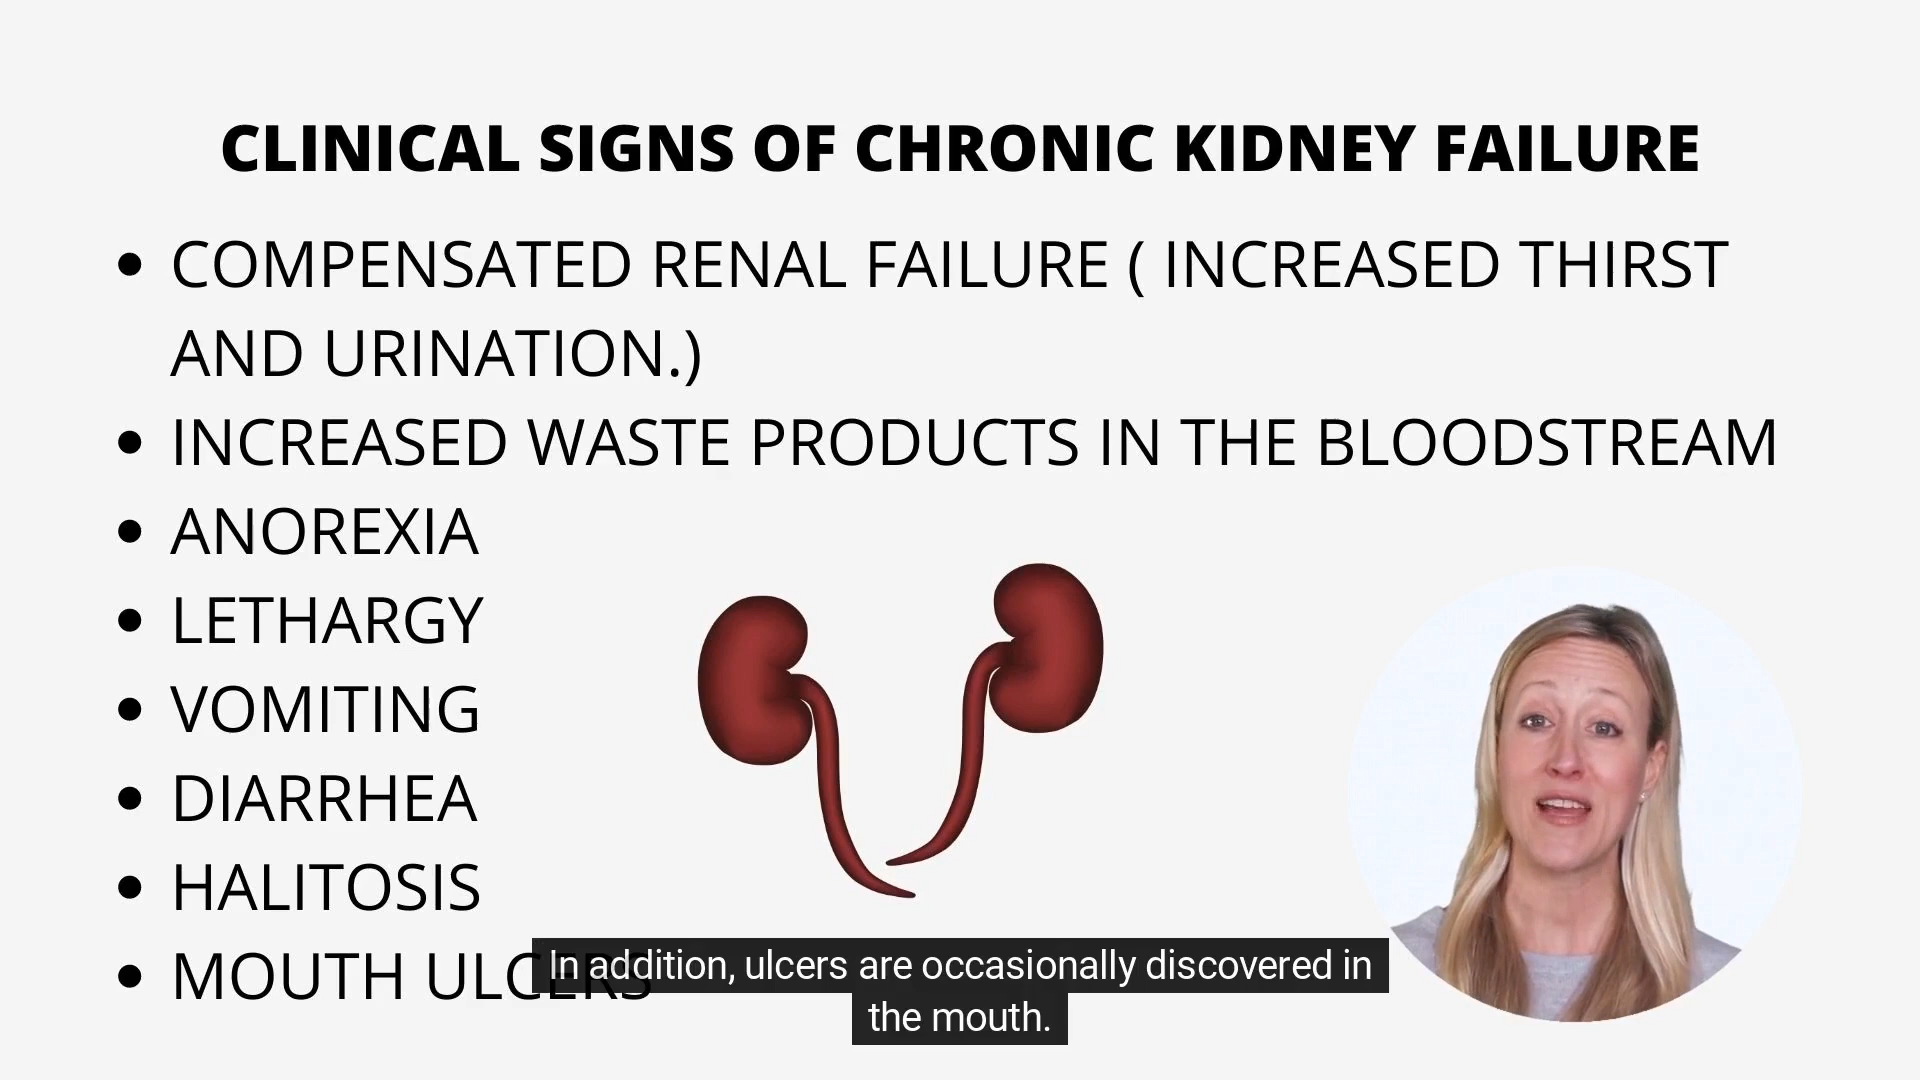 CLINICAL SIGNS OF CHRONIC KIDNEY FAILURE
• COMPENSATED RENAL FAILURE ( INCREASED THIRST
AND URINATION.)
• INCREASED WASTE PRODUCTS IN THE BLOODSTREAM
• ANOREXIA
• LETHARGY
• VOMITING
• DIARRHEA
• HALITOSIS
• MOUTH ULCERS
In addition, ulcers are occasionally discovered in
the mouth.